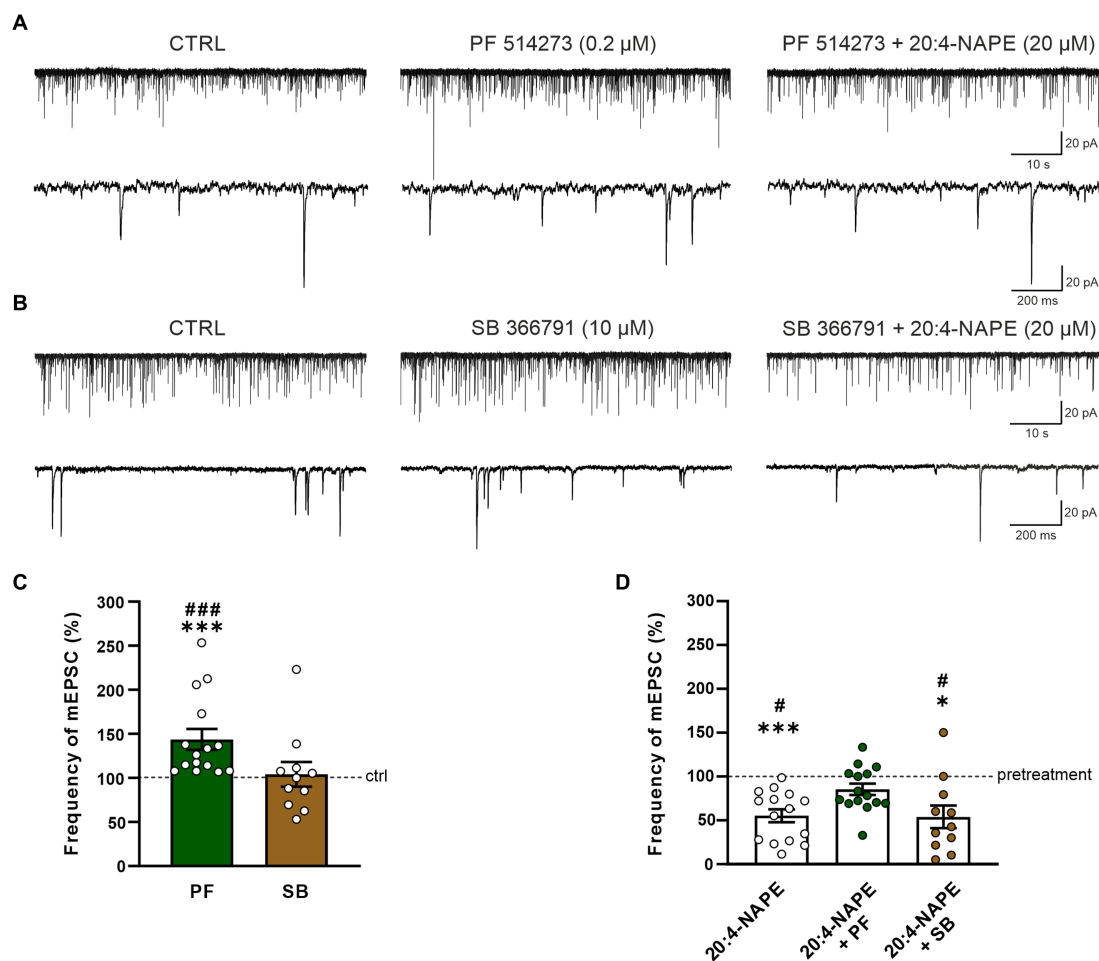 A
CTRL
PF 514273 (0.2 µM)
PF 514273 + 20:4-NAPE (20 µM)
20 pA
10 s
20 pA
200 ms
B
CTRL
SB 366791 (10 µM)
SB 366791 + 20:4-NAPE (20 µM)
20 pA
10 s
20 pA
200 ms
C
Frequency of mEPSC (%)
300
250
200
150
100
50
0
###
***
ctrl
PF
SB
D
Frequency of mEPSC (%)
300
250
200
150
100
50
0
#
***
#
*
pretreatment
20:4-NAPE
20:4-NAPE
+ PF
20:4-NAPE
+ SB